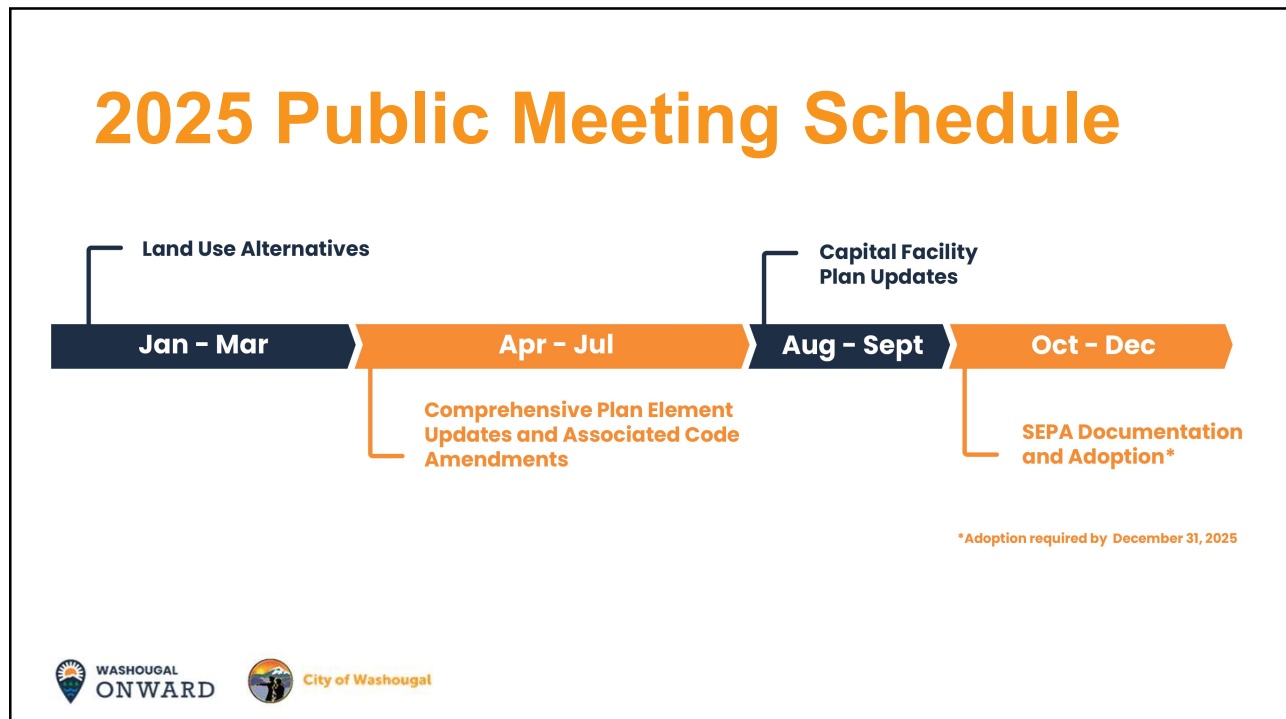 2025 Public Meeting Schedule
Land Use Alternatives
Capital Facility
Plan Updates
Jan - Mar
Apr - Jul
Aug - Sept
Oct - Dec
Comprehensive Plan Element
Updates and Associated Code
Amendments
SEPA Documentation
and Adoption*
*Adoption required by December 31, 2025
WASHOUGAL
ONWARD
City of Washougal